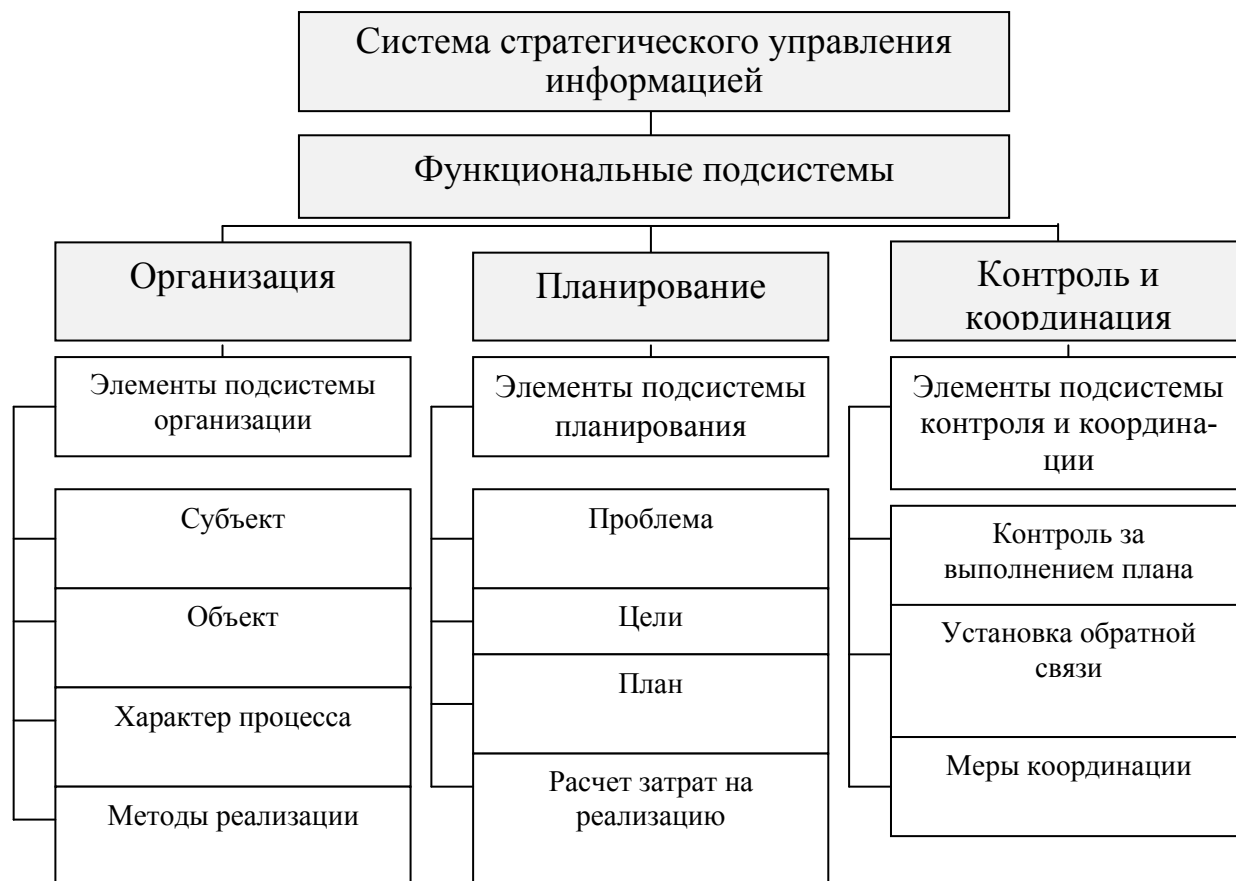 Система стратегического управления
информацией
Функциональные подсистемы
Организация
Планирование
Контроль и
координация
Элементы подсистемы
организации
Элементы подсистемы
планирования
Элементы подсистемы
контроля и координа-
ции
Субъект
Объект
Характер процесса
Методы реализации
Проблема
Цели
План
Расчет затрат на
реализацию
Контроль за
выполнением плана
Установка обратной
связи
Меры координации